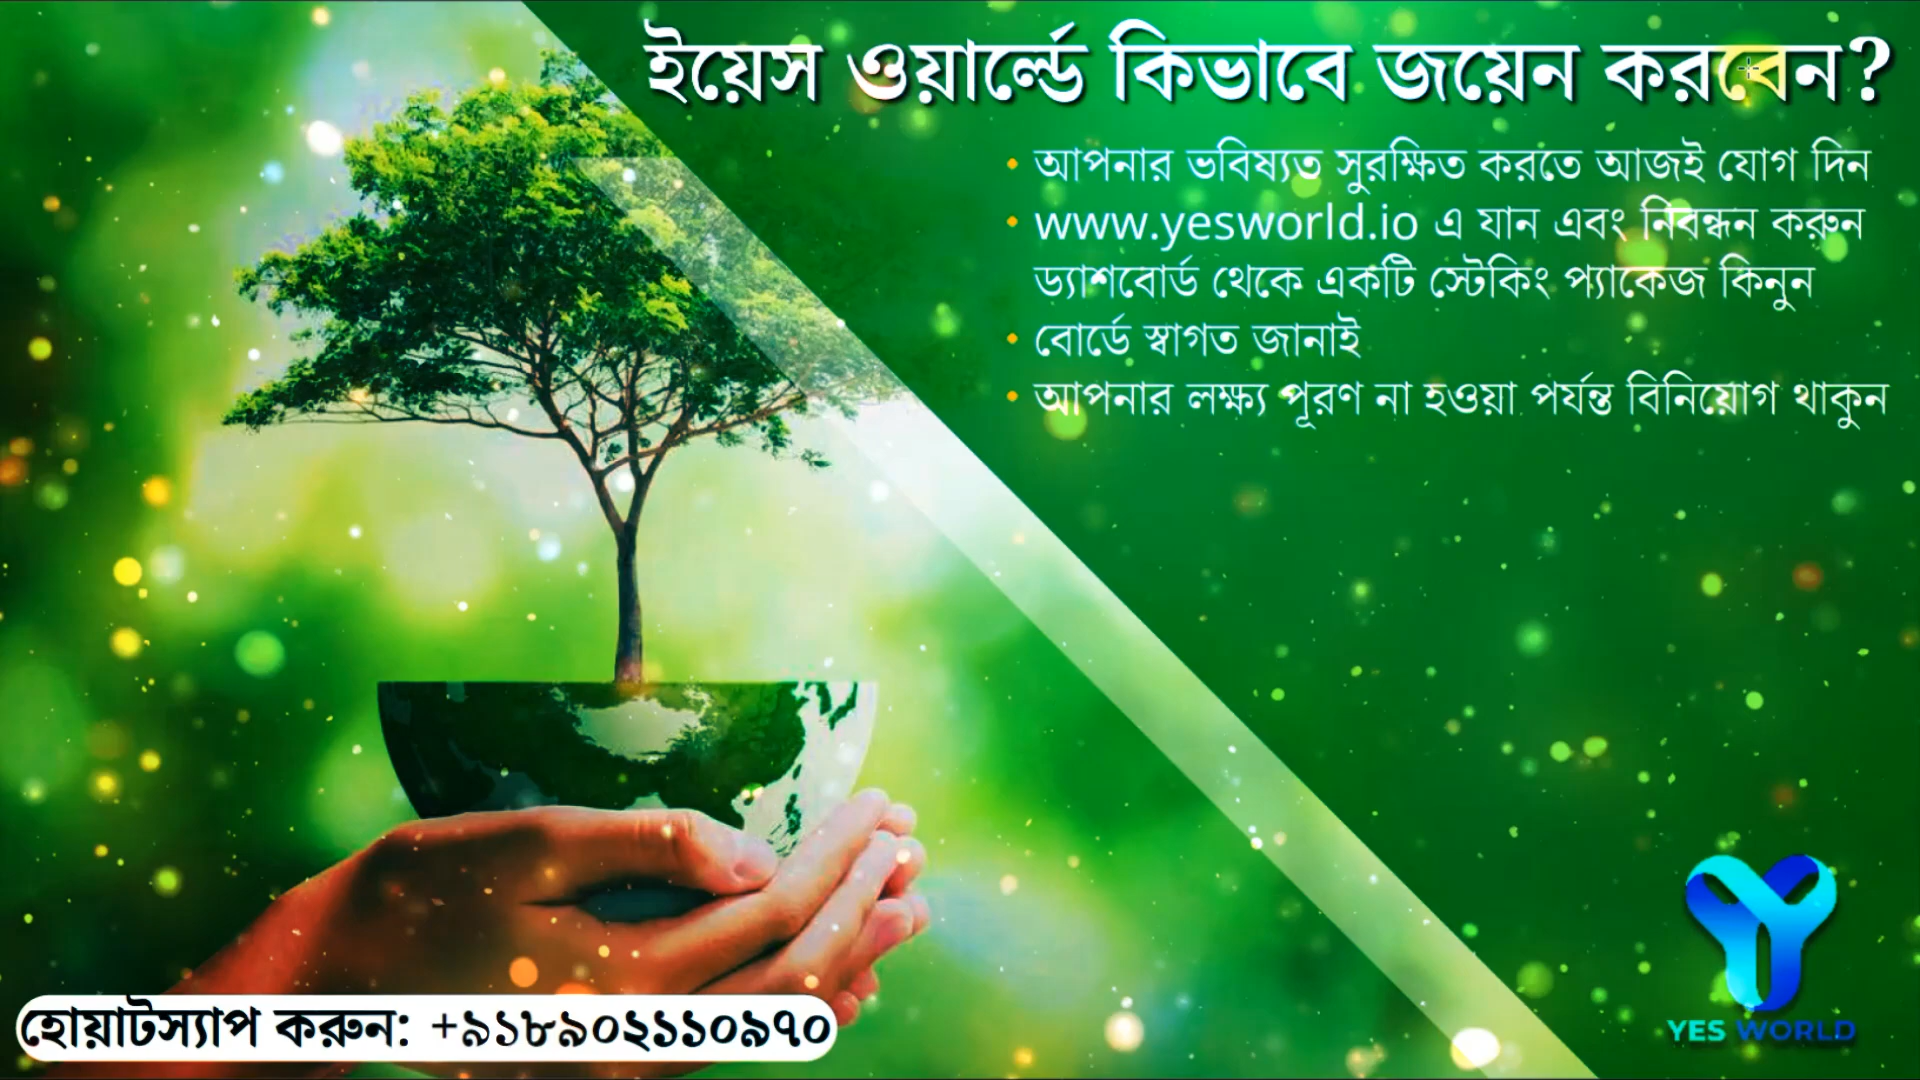 ইয়েস ওয়ার্ল্ডে কিভাবে জয়েন করবেন?
• আপনার ভবিষ্যত সুরক্ষিত করতে আজই যোগ দিন
• www.yesworld.io এ যান এবং নিবন্ধন করুন
ড্যাশবোর্ড থেকে একটি স্টেকিং প্যাকেজ কিনুন
• বোর্ডে স্বাগত জানাই
• আপনার লক্ষ্য পূরণ না হওয়া পর্যন্ত বিনিয়োগ থাকুন
হোয়াটস্যাপ করুন: +৯১৮৯০২১১০৯৭০
YES WORLD